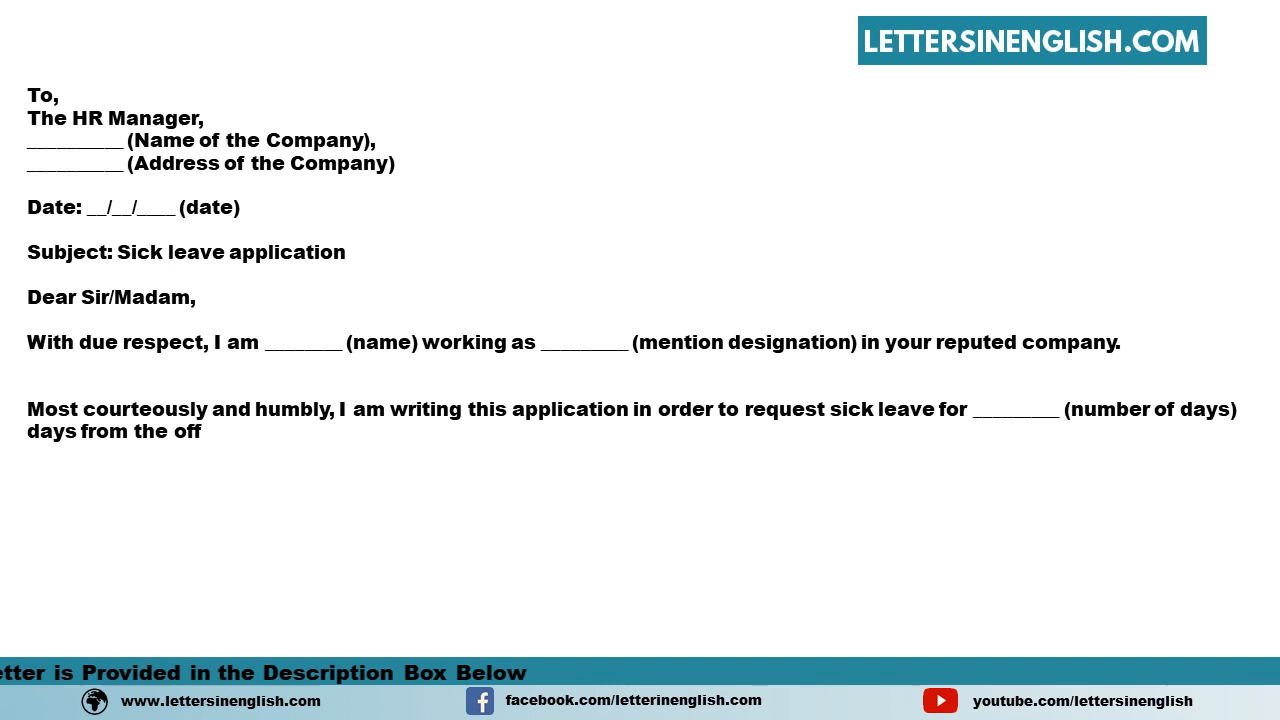 LETTERSINENGLISH.COM
To,
The HR Manager,
__________ (Name of the Company),
__________ (Address of the Company)
Date: __/__/____ (date)
Subject: Sick leave application
Dear Sir/Madam,
With due respect, I am ________ (name) working as _________ (mention designation) in your reputed company.
Most courteously and humbly, I am writing this application in order to request sick leave for _________ (number of days)
days from the off
etter is Provided in the Description Box Below
www.lettersinenglish.com
facebook.com/letterinenglish.com
youtube.com/lettersinenglish